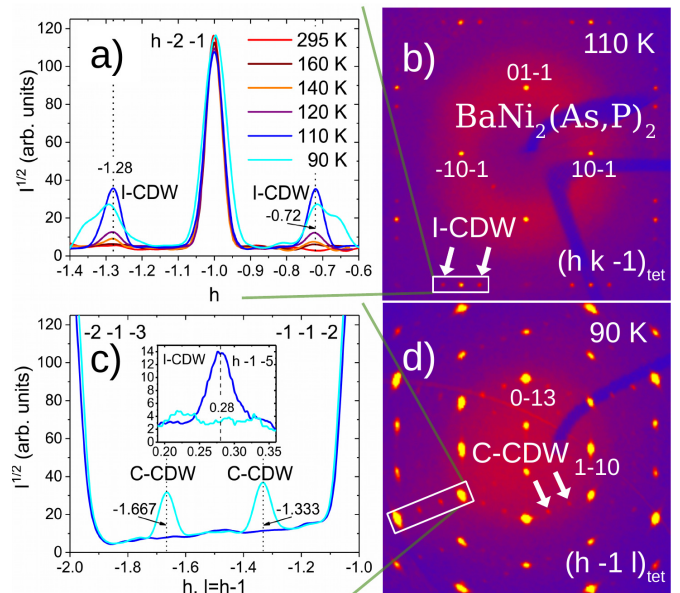 a)
h -2 -1
295 K
160 K
140 K
120 K
110 K
90 K
-1.28
I-CDW
I-CDW
-0.72
I^1/2 (arb. units)
120
100
80
60
40
20
0
-1.4 -1.3 -1.2 -1.1 -1.0 -0.9 -0.8 -0.7 -0.6
h
b)
110 K
01-1
BaNi₂(As,P)₂
-10-1
10-1
I-CDW
(h k -1)tet
c)
-2 -1 -3
-1 -1 -2
I-CDW
h -1 -5
14
12
10
8
6
4
2
0.28
0.20 0.25 0.30 0.35
C-CDW
C-CDW
-1.667
-1.333
I^1/2 (arb. units)
120
100
80
60
40
20
0
-2.0 -1.8 -1.6 -1.4 -1.2 -1.0
h, l=h-1
d)
90 K
0-13
C-CDW
1-10
(h -1 l)tet